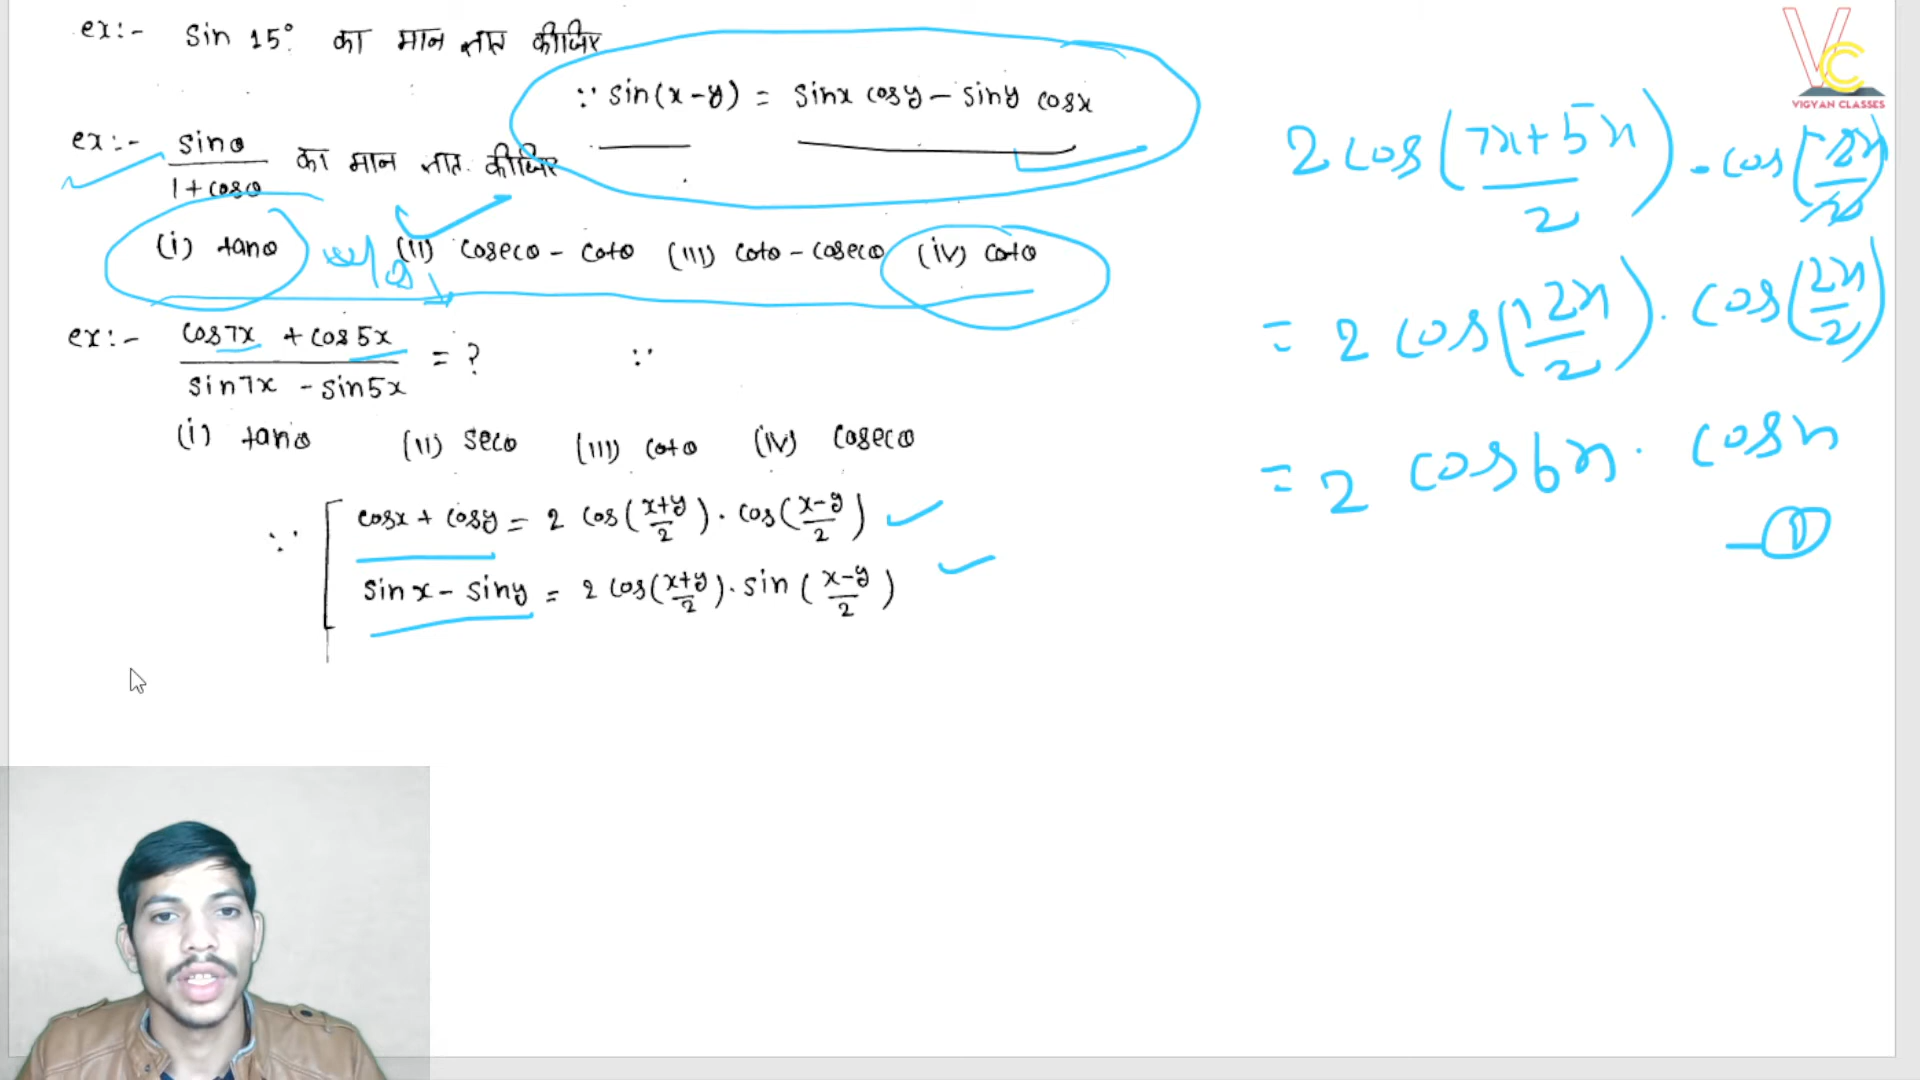 ex:- sin 15° का मान ज्ञात कीजिए
∵ sin(x-y) = sinx cosy - siny cosx
ex:- sinθ/1+cosθ का मान ज्ञात कीजिए
(i) tanθ (ii) cosecθ - cotθ (iii) cotθ - cosecθ (iv) cotθ
ex:- cos7x + cos5x/sin7x - sin5x = ? ∵
(i) tanθ (ii) secθ (iii) cotθ (iv) cosecθ
∵ cosx + cosy = 2 cos(x+y/2) . cos(x-y/2)
sinx - siny = 2 cos(x+y/2) . sin(x-y/2)
VIGYAN CLASSES
2 cos(7x+5x/2) . cos
= 2 cos(12x/2) . cos(2x/2)
= 2 cos6x . cosx
-①